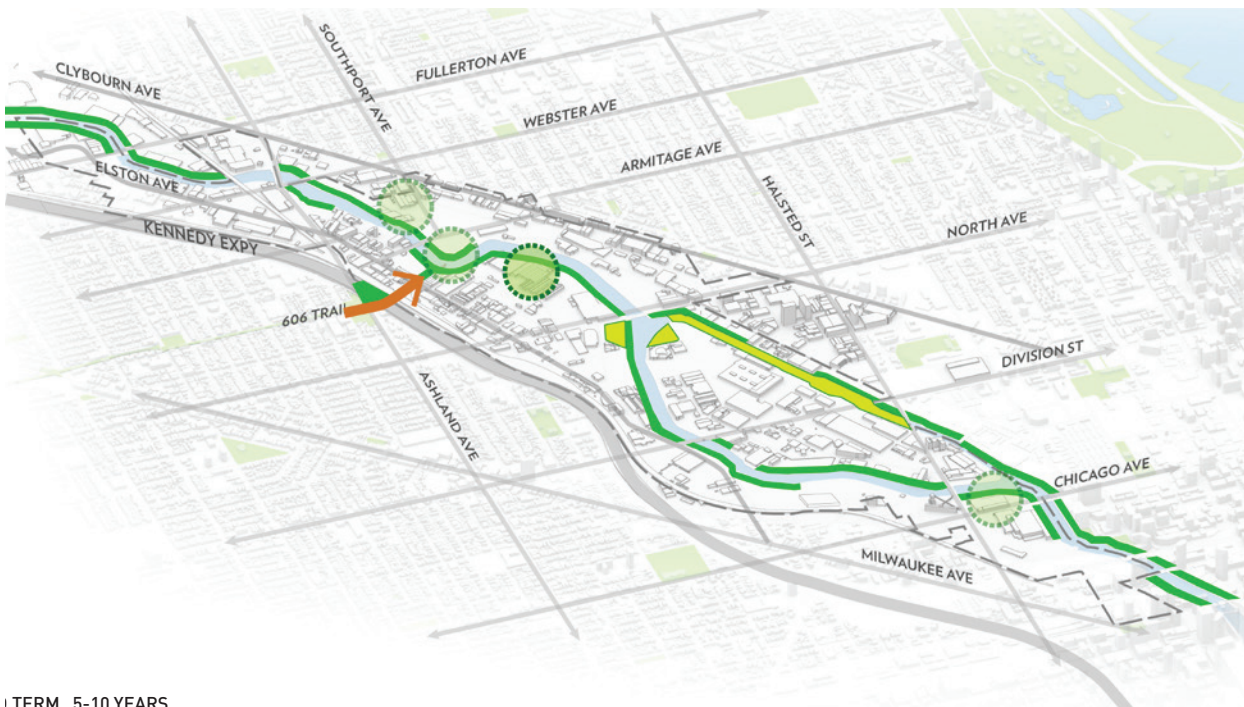 SOUTHPORT AVE
FULLERTON AVE
CLYBOURN AVE
WEBSTER AVE
ARMITAGE AVE
ELSTON AVE
HALSTED ST
NORTH AVE
KENNEDY EXPY
606 TRAIL
DIVISION ST
ASHLAND AVE
CHICAGO AVE
MILWAUKEE AVE
TERM 5-10 YEARS